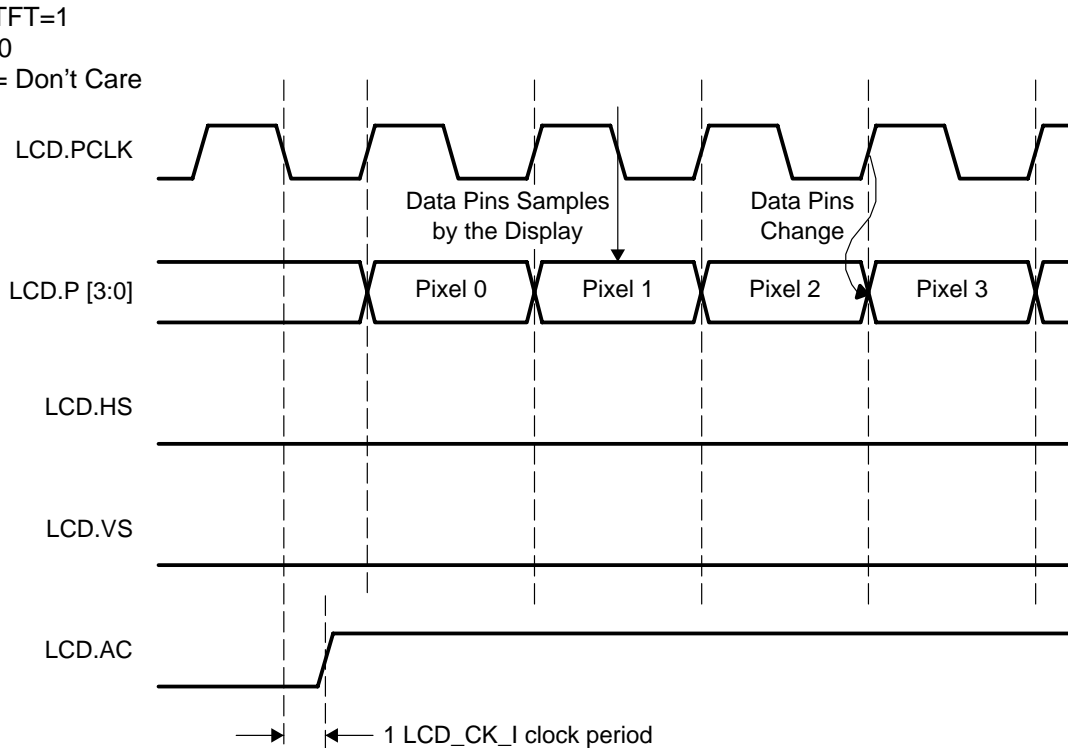 TFT=1
0
= Don't Care
LCD.PCLK
Data Pins Samples
by the Display
Data Pins
Change
LCD.P [3:0]
Pixel 0
Pixel 1
Pixel 2
Pixel 3
LCD.HS
LCD.VS
LCD.AC
1 LCD_CK_I clock period